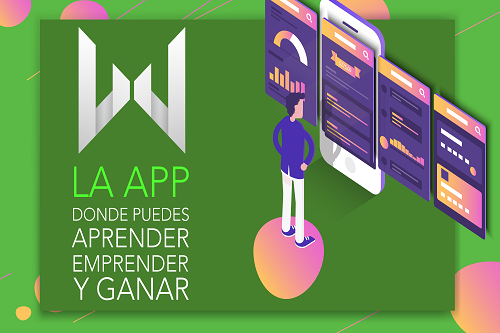 LA APP
DONDE PUEDES
APRENDER
EMPRENDER
Y GANAR